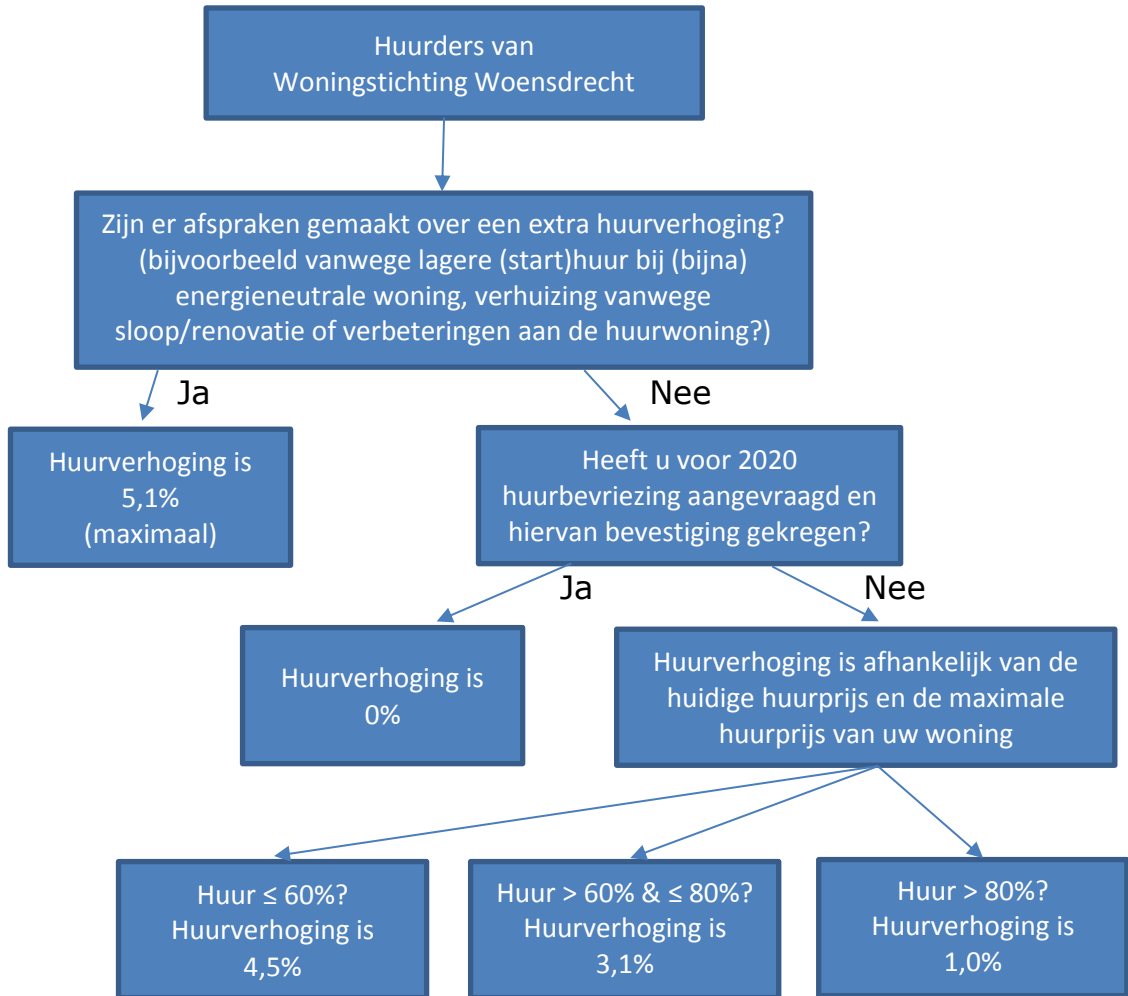 Huurders van
Woningstichting Woensdrecht
Zijn er afspraken gemaakt over een extra huurverhoging?
(bijvoorbeeld vanwege lagere (start)huur bij (bijna)
energieneutrale woning, verhuizing vanwege
sloop/renovatie of verbeteringen aan de huurwoning?)
Ja
Nee
Huurverhoging is
5,1%
(maximaal)
Heeft u voor 2020
huurbevriezing aangevraagd en
hiervan bevestiging gekregen?
Ja
Nee
Huurverhoging is
0%
Huurverhoging is afhankelijk van de
huidige huurprijs en de maximale
huurprijs van uw woning
Huur ≤ 60%?
Huurverhoging is
4,5%
Huur > 60% & ≤ 80%?
Huurverhoging is
3,1%
Huur > 80%?
Huurverhoging is
1,0%